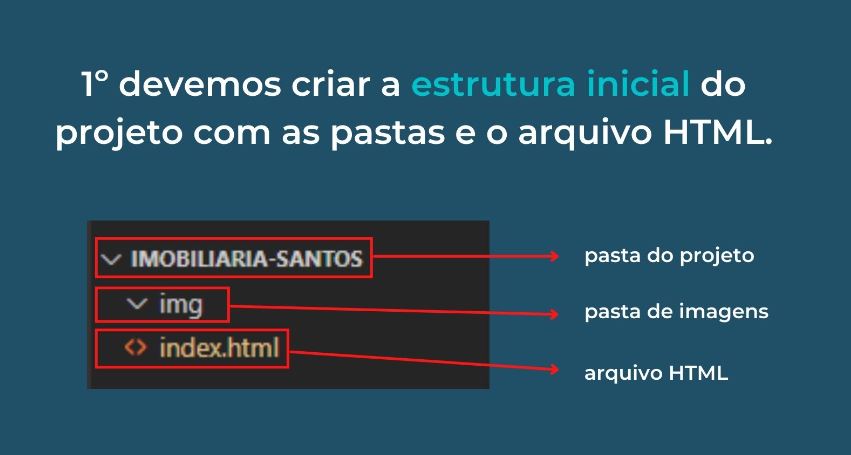 1º devemos criar a estrutura inicial do
projeto com as pastas e o arquivo HTML.
IMOBILIARIA-SANTOS
pasta do projeto
img
pasta de imagens
index.html
arquivo HTML